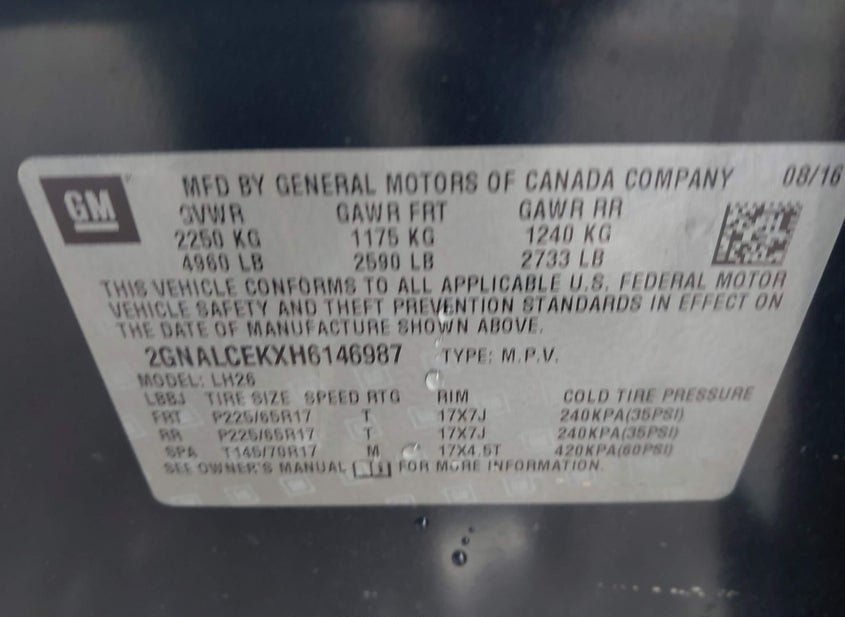 GM MFD BY GENERAL MOTORS OF CANADA COMPANY 08/16
GVWR GAWR FRT GAWR RR
2250 KG 1175 KG 1240 KG
4960 LB 2590 LB 2733 LB
THIS VEHICLE CONFORMS TO ALL APPLICABLE U.S. FEDERAL MOTOR
VEHICLE SAFETY AND THEFT PREVENTION STANDARDS IN EFFECT ON
THE DATE OF MANUFACTURE SHOWN ABOVE.
2GNALCEKXH6146987 TYPE: M.P.V.
MODEL: LH26
LBBJ TIRE SIZE SPEED RTG RIM COLD TIRE PRESSURE
FRT P225/65R17 T 17X7J 240KPA(35PSI)
RR P225/65R17 T 17X7J 240KPA(35PSI)
SPA T145/70R17 M 17X4.5T 420KPA(60PSI)
SEE OWNER'S MANUAL FOR MORE INFORMATION.